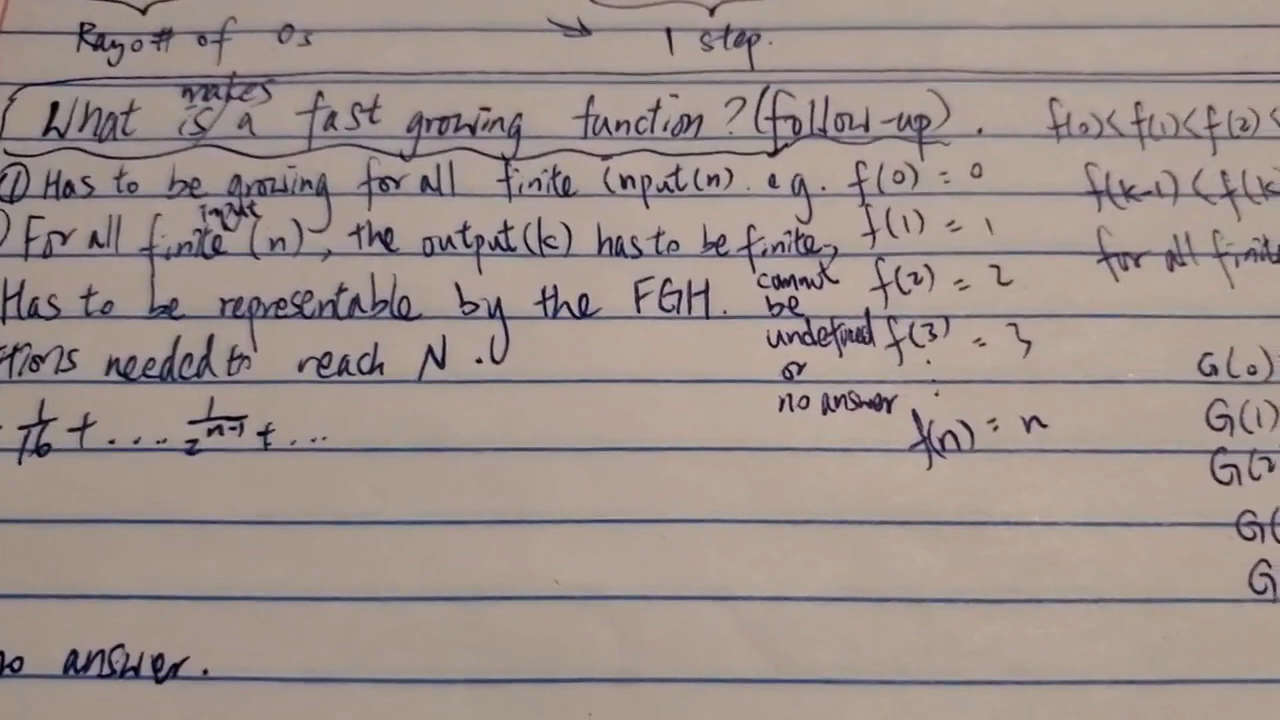 Rayo# of 0s → 1 step.
makes
What is a fast growing function? (follow-up). f(0)<f(1)<f(2)<
① Has to be growing for all finite input(n). eg. f(0) = 0 f(k-1) < f(k
input
) For all finite (n), the output(k) has to be finite, f(1) = 1 for all finite
cannot f(2) = 2
Has to be representable by the FGH. be
undefined f(3) = 3
tions needed to reach N. or G(0)
no answer
1/16 + .... 1/2^(n-1) + ... f(n) = n G(1)
G(2
G(
G
no answer.